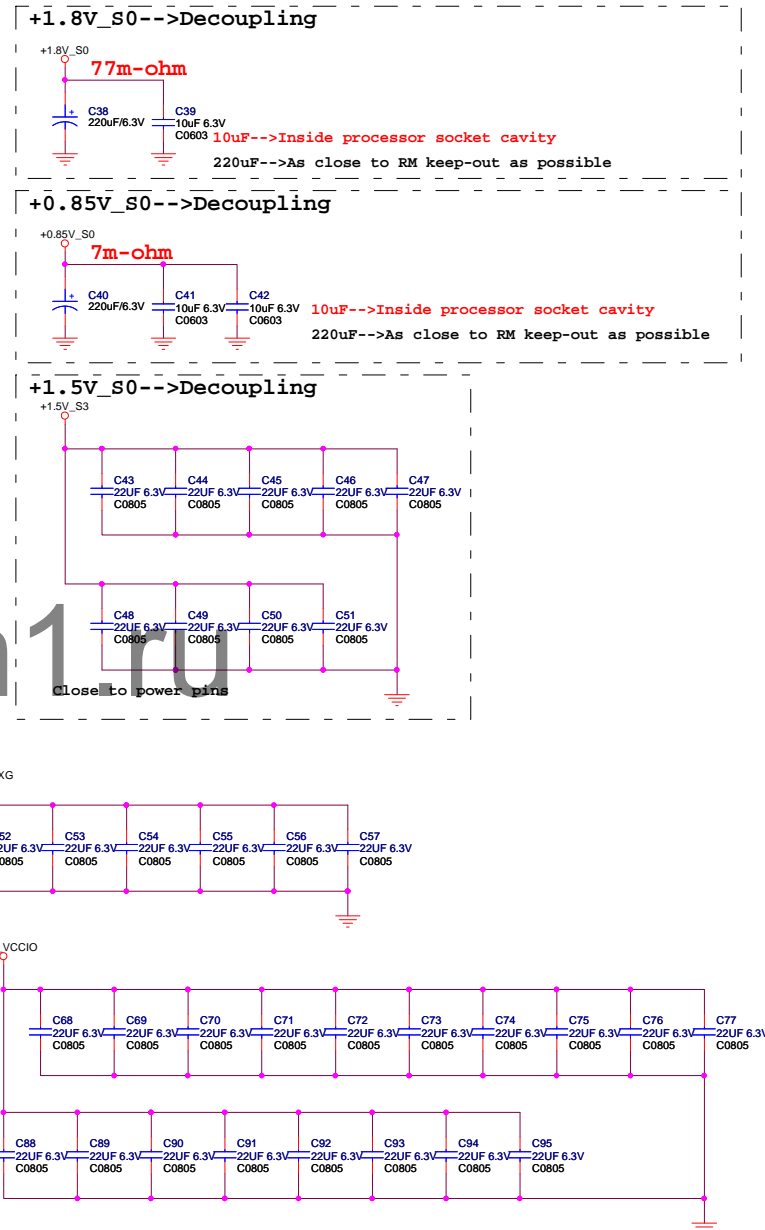 +1.8V_S0-->Decoupling
+1.8V_S0
77m-ohm
C38
220uF/6.3V
C39
10uF 6.3V
C0603
10uF-->Inside processor socket cavity
220uF-->As close to RM keep-out as possible
+0.85V_S0-->Decoupling
+0.85V_S0
7m-ohm
C40
220uF/6.3V
C41
10uF 6.3V
C0603
C42
10uF 6.3V
C0603
10uF-->Inside processor socket cavity
220uF-->As close to RM keep-out as possible
+1.5V_S0-->Decoupling
+1.5V_S3
C43
22UF 6.3V
C0805
C44
22UF 6.3V
C0805
C45
22UF 6.3V
C0805
C46
22UF 6.3V
C0805
C47
22UF 6.3V
C0805
C48
22UF 6.3V
C0805
C49
22UF 6.3V
C0805
C50
22UF 6.3V
C0805
C51
22UF 6.3V
C0805
1.ru
Close to power pins
XG
52
2UF 6.3V
0805
C53
22UF 6.3V
C0805
C54
22UF 6.3V
C0805
C55
22UF 6.3V
C0805
C56
22UF 6.3V
C0805
C57
22UF 6.3V
C0805
VCCIO
C68
22UF 6.3V
C0805
C69
22UF 6.3V
C0805
C70
22UF 6.3V
C0805
C71
22UF 6.3V
C0805
C72
22UF 6.3V
C0805
C73
22UF 6.3V
C0805
C74
22UF 6.3V
C0805
C75
22UF 6.3V
C0805
C76
22UF 6.3V
C0805
C77
22UF 6.3V
C0805
C88
22UF 6.3V
C0805
C89
22UF 6.3V
C0805
C90
22UF 6.3V
C0805
C91
22UF 6.3V
C0805
C92
22UF 6.3V
C0805
C93
22UF 6.3V
C0805
C94
22UF 6.3V
C0805
C95
22UF 6.3V
C0805